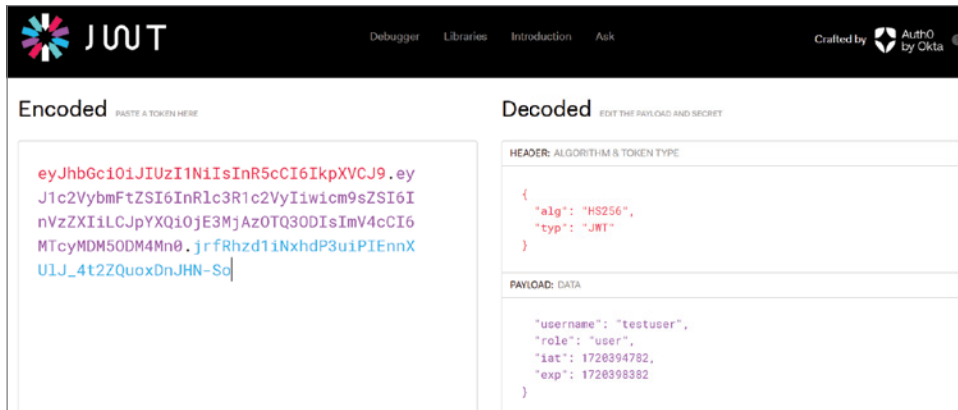 JWT
Debugger Libraries Introduction Ask
Crafted by Auth0 by Okta
Encoded PASTE A TOKEN HERE
eyJhbGciOiJIUzI1NiIsInR5cCI6IkpXVCJ9.ey
J1c2VybmFtZSI6InRlc3R1c2VyIiwicm9sZSI6I
nVzZXIiLCJpYXQiOjE3MjAzOTQ3ODIsImV4cCI6
MTcyMDM5ODM4Mn0.jrfRhzd1iNxhdP3uiPIEnnX
UlJ_4t2ZQuoxDnJHN-So
Decoded EDIT THE PAYLOAD AND SECRET
HEADER: ALGORITHM & TOKEN TYPE
{
"alg": "HS256",
"typ": "JWT"
}
PAYLOAD: DATA
"username": "testuser",
"role": "user",
"iat": 1720394782,
"exp": 1720398382
}